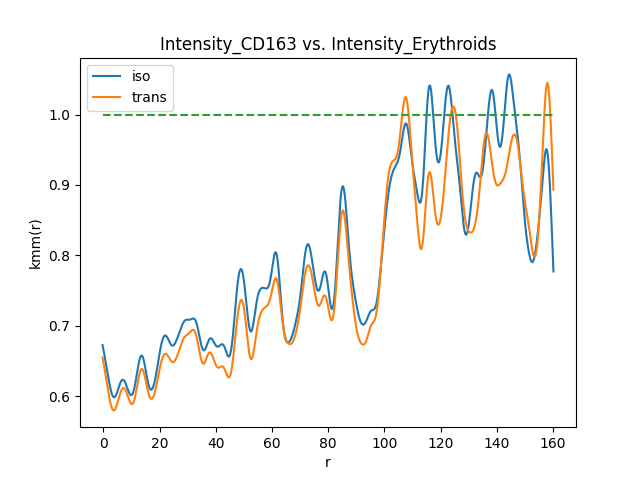 Intensity_CD163 vs. Intensity_Erythroids
iso
trans
1.0
0.9
0.8
0.7
0.6
kmm(r)
0 20 40 60 80 100 120 140 160
r